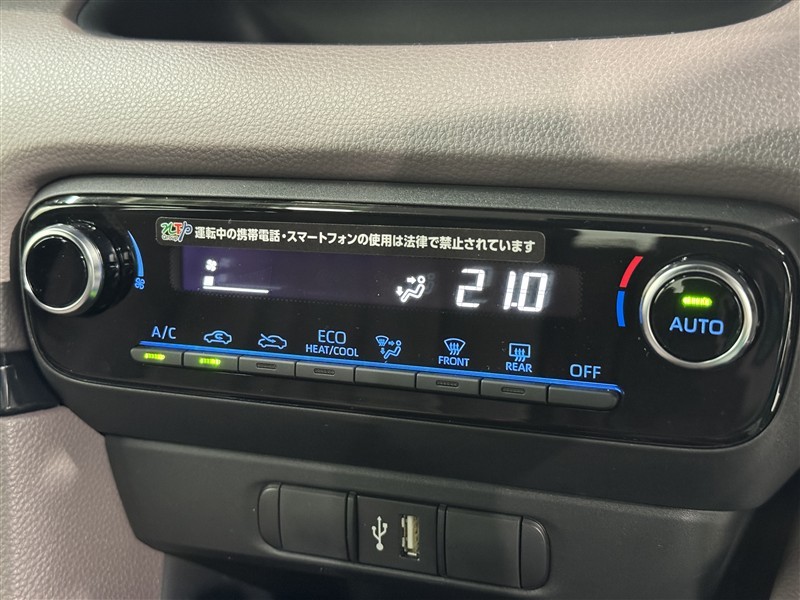 運転中の携帯電話・スマートフォンの使用は法律で禁止されています
21.0
A/C
ECO
HEAT/COOL
FRONT
REAR
OFF
AUTO